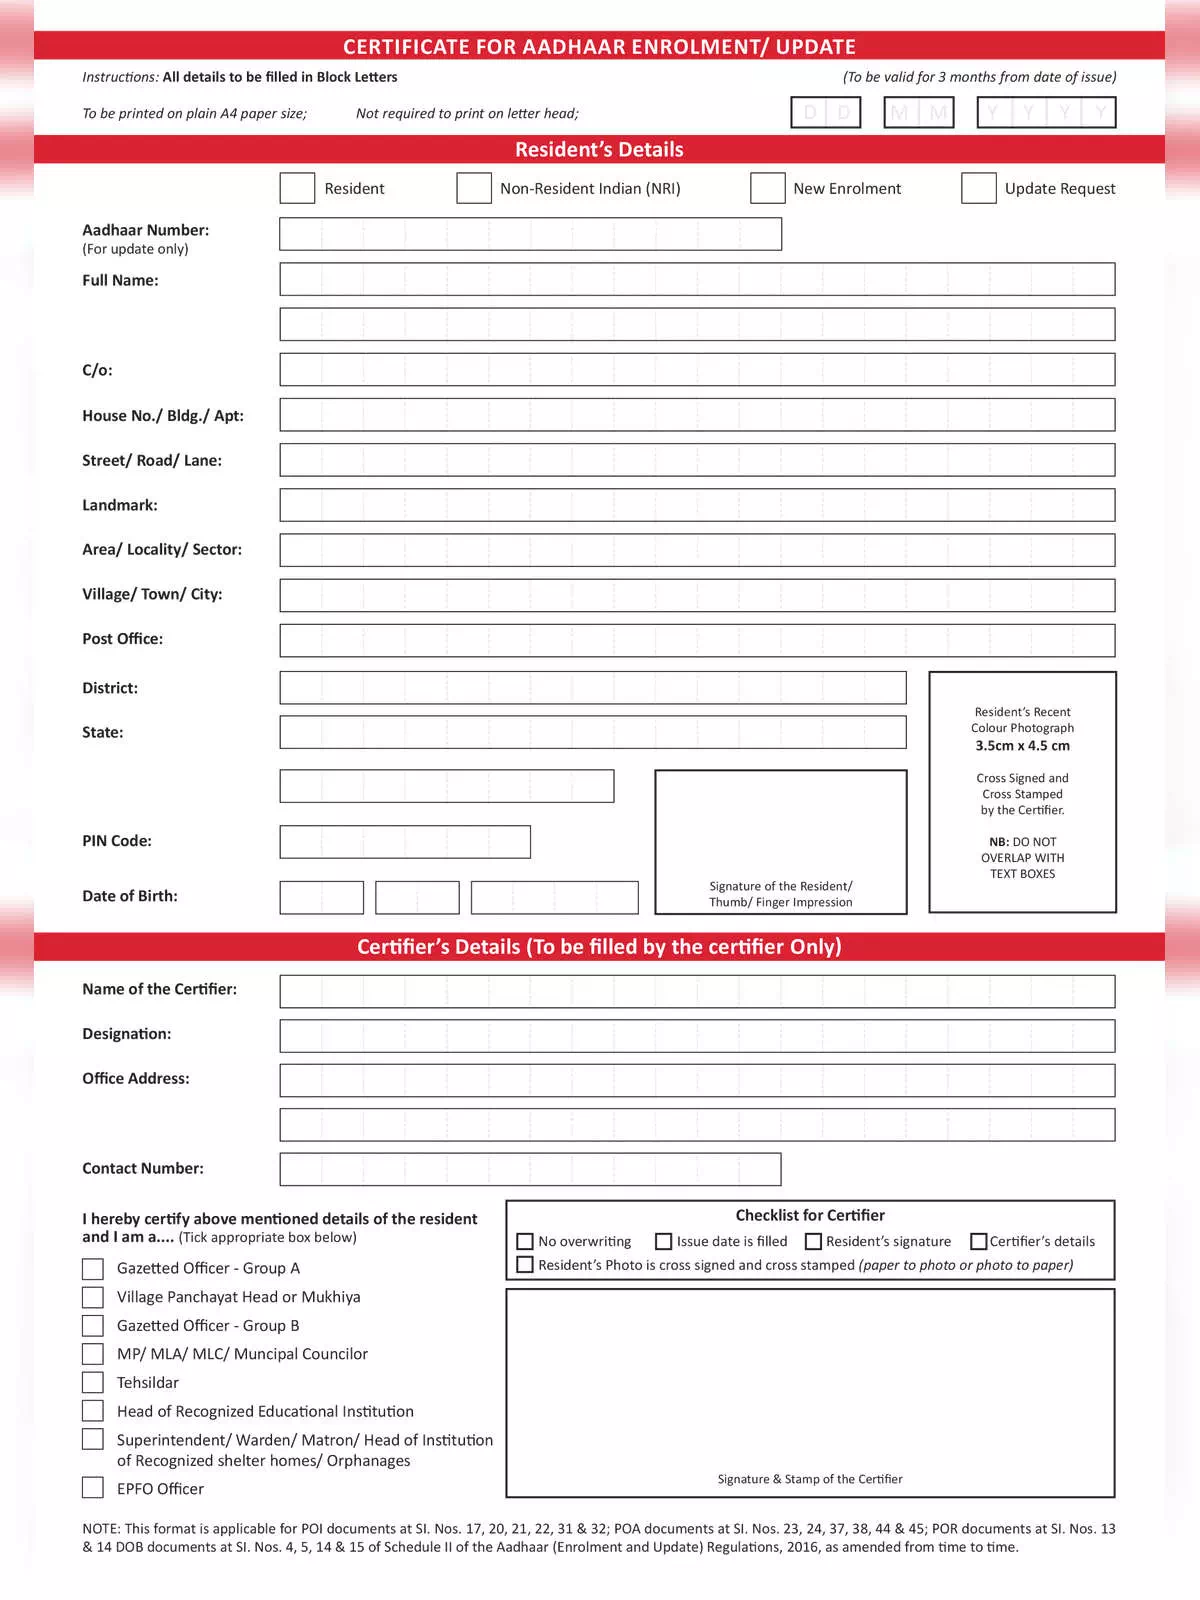 CERTIFICATE FOR AADHAAR ENROLMENT/ UPDATE
Instructions: All details to be filled in Block Letters (To be valid for 3 months from date of issue)
To be printed on plain A4 paper size; Not required to print on letter head; D D M M Y Y Y Y
Resident's Details
Resident Non-Resident Indian (NRI) New Enrolment Update Request
Aadhaar Number:
(For update only)
Full Name:
C/o:
House No./ Bldg./ Apt:
Street/ Road/ Lane:
Landmark:
Area/ Locality/ Sector:
Village/ Town/ City:
Post Office:
District:
State:
Resident's Recent
Colour Photograph
3.5cm x 4.5 cm
Cross Signed and
Cross Stamped
by the Certifier.
NB: DO NOT
OVERLAP WITH
TEXT BOXES
PIN Code:
Date of Birth:
Signature of the Resident/
Thumb/ Finger Impression
Certifier's Details (To be filled by the certifier Only)
Name of the Certifier:
Designation:
Office Address:
Contact Number:
I hereby certify above mentioned details of the resident
and I am a.... (Tick appropriate box below)
Gazetted Officer - Group A
Village Panchayat Head or Mukhiya
Gazetted Officer - Group B
MP/ MLA/ MLC/ Muncipal Councilor
Tehsildar
Head of Recognized Educational Institution
Superintendent/ Warden/ Matron/ Head of Institution
of Recognized shelter homes/ Orphanages
EPFO Officer
Checklist for Certifier
No overwriting Issue date is filled Resident's signature Certifier's details
Resident's Photo is cross signed and cross stamped (paper to photo or photo to paper)
Signature & Stamp of the Certifier
NOTE: This format is applicable for POI documents at SI. Nos. 17, 20, 21, 22, 31 & 32; POA documents at SI. Nos. 23, 24, 37, 38, 44 & 45; POR documents at SI. Nos. 13
& 14 DOB documents at SI. Nos. 4, 5, 14 & 15 of Schedule II of the Aadhaar (Enrolment and Update) Regulations, 2016, as amended from time to time.